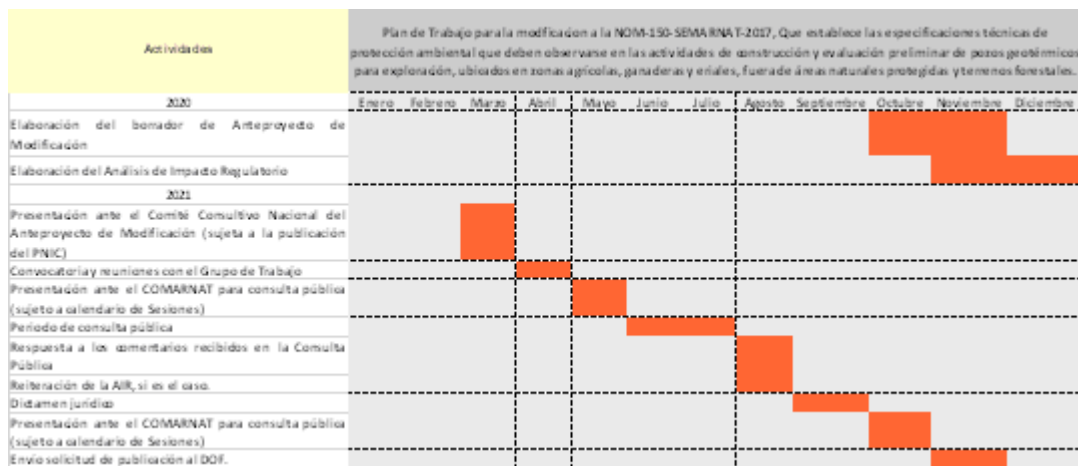 Actividades
Plan de Trabajo para la modificacion a la NOM-150-SEMARNAT-2017, Que establece las especificaciones técnicas de
protección ambiental que deben observarse en las actividades de construcción y evaluación preliminar de pozos geotérmicos
para exploración, ubicados en zonas agrícolas, ganaderas y eriales, fuera de áreas naturales protegidas y terrenos forestales.
2020 Enero Febrero Marzo Abril Mayo Junio Julio Agosto Septiembre Octubre Noviembre Diciembre
Elaboración del borrador de Anteproyecto de
Modificación
Elaboración del Análisis de Impacto Regulatorio
2021
Presentación ante el Comité Consultivo Nacional del
Anteproyecto de Modificación (sujeta a la publicación
del PNIC)
Convocatoria y reuniones con el Grupo de Trabajo
Presentación ante el COMARNAT para consulta pública
(sujeto a calendario de Sesiones)
Periodo de consulta pública
Respuesta a los comentarios recibidos en la Consulta
Pública
Reiteración de la AIR, si es el caso.
Dictamen jurídico
Presentación ante el COMARNAT para consulta pública
(sujeto a calendario de Sesiones)
Envío solicitud de publicación al DOF.